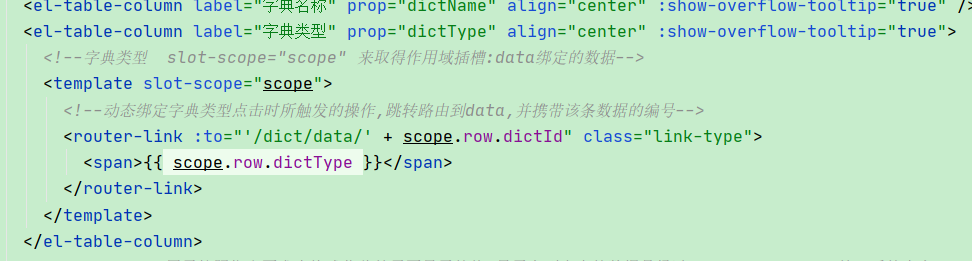 <el-table-column label="字典名称" prop="dictName" align="center" :show-overflow-tooltip="true" />
<el-table-column label="字典类型" prop="dictType" align="center" :show-overflow-tooltip="true">
<!--字典类型  slot-scope="scope" 来取得作用域插槽:data绑定的数据-->
<template slot-scope="scope">
<!--动态绑定字典类型点击时所触发的操作,跳转路由到data,并携带该条数据的编号-->
<router-link :to="'/dict/data/' + scope.row.dictId" class="link-type">
<span>{{ scope.row.dictType }}</span>
</router-link>
</template>
</el-table-column>